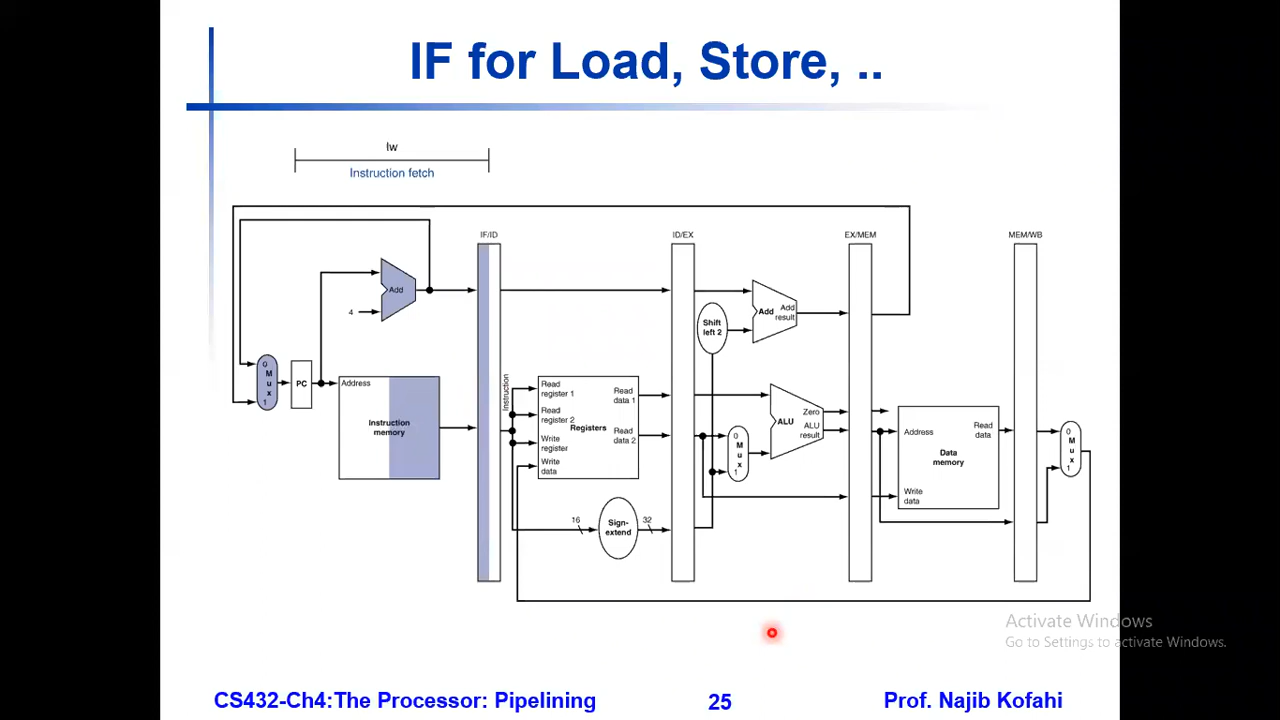 IF for Load, Store, ..
lw
Instruction fetch
IF/ID
ID/EX
EX/MEM
MEM/WB
Add
4
Shift
left 2
Add
Add
result
0
M
u
x
1
PC
Address
Instruction
memory
Instruction
Read
register 1
Read
register 2
Write
register
Write
data
Registers
Read
data 1
Read
data 2
16
Sign-
extend
32
0
M
u
x
1
ALU
Zero
ALU
result
Address
Write
data
Data
memory
Read
data
0
M
u
x
1
Activate Windows
Go to Settings to activate Windows.
CS432-Ch4:The Processor: Pipelining
25
Prof. Najib Kofahi